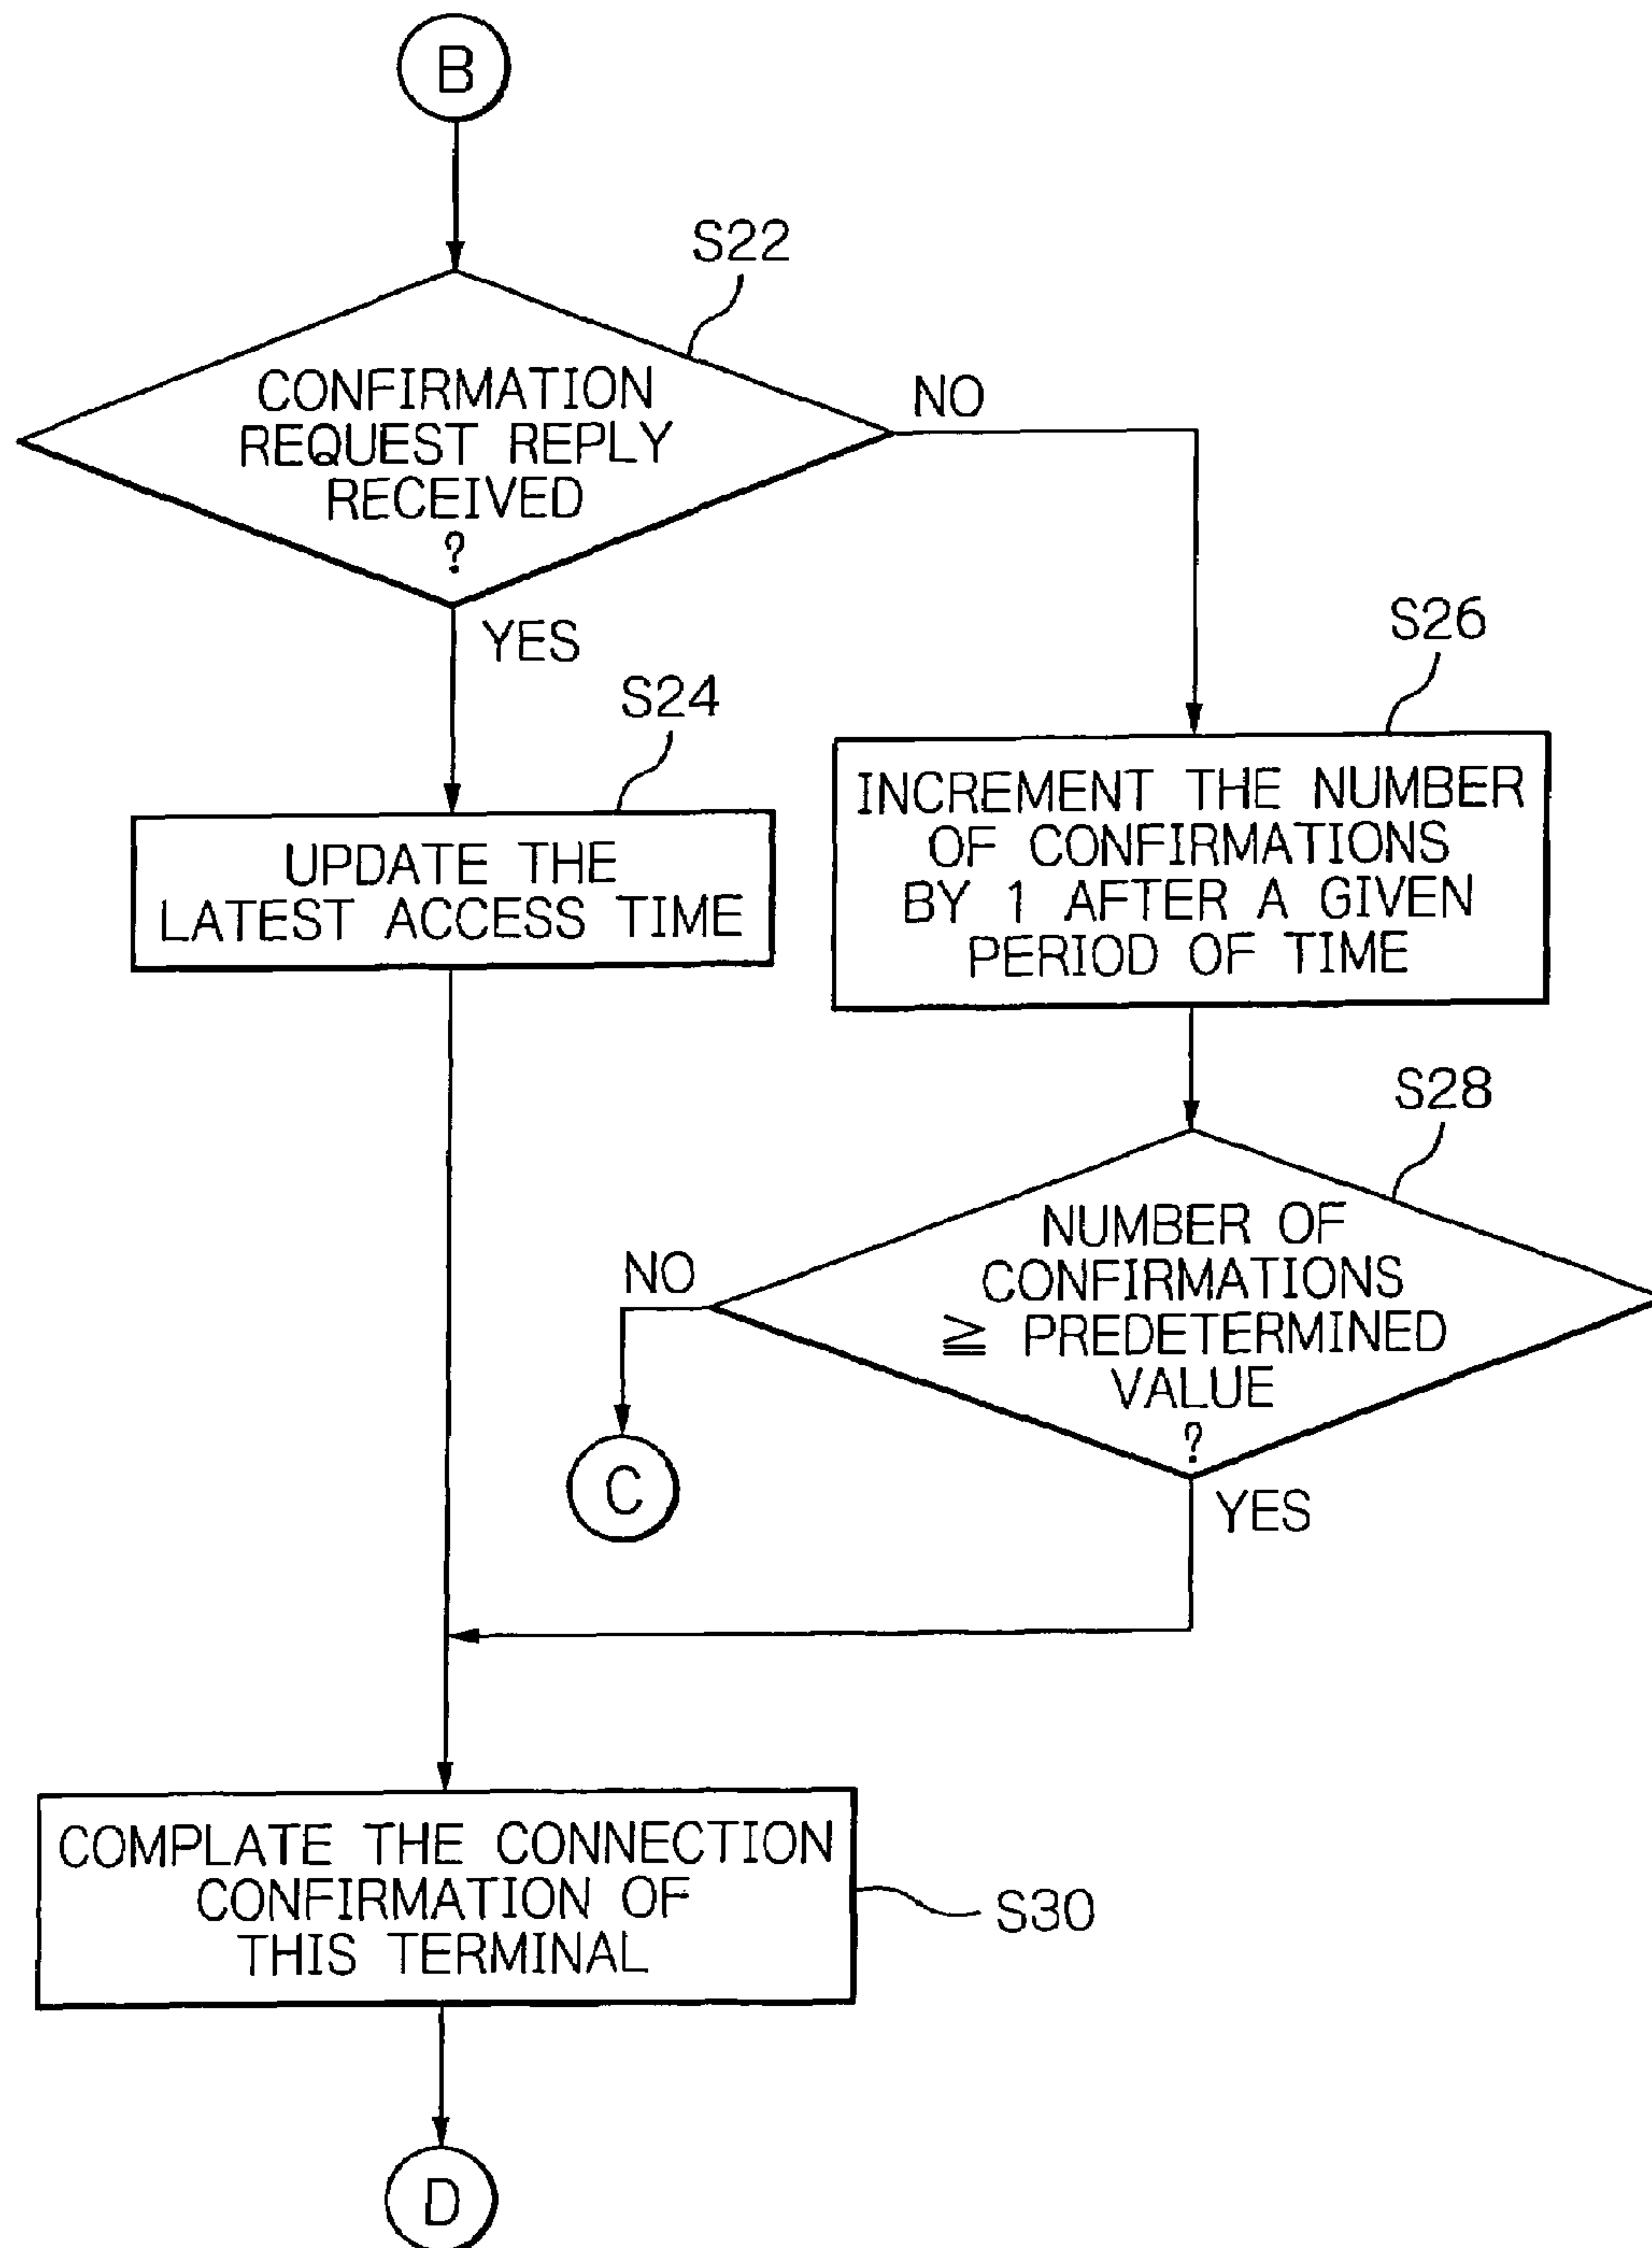 B
S22
CONFIRMATION
REQUEST REPLY
RECEIVED
?
NO
YES
S24
UPDATE THE
LATEST ACCESS TIME
S26
INCREMENT THE NUMBER
OF CONFIRMATIONS
BY 1 AFTER A GIVEN
PERIOD OF TIME
S28
NUMBER OF
CONFIRMATIONS
≧ PREDETERMINED
VALUE
?
NO
C
YES
COMPLATE THE CONNECTION
CONFIRMATION OF
THIS TERMINAL
S30
D